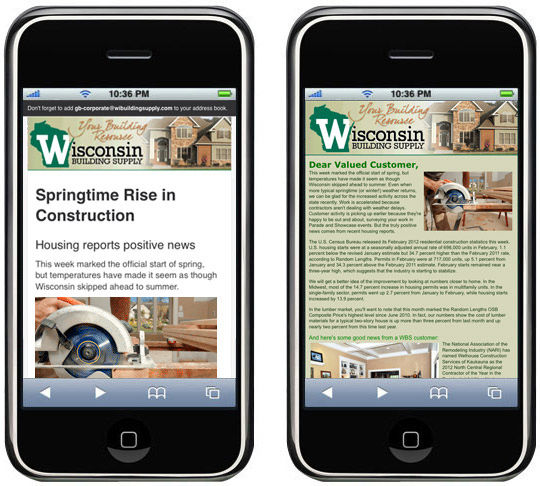 10:36 PM
Don't forget to add gb-corporate@wibuildingsupply.com to your address book.
Your Building
Resource
Wisconsin
BUILDING SUPPLY
Springtime Rise in
Construction
Housing reports positive news
This week marked the official start of spring,
but temperatures have made it seem as though
Wisconsin skipped ahead to summer.
10:36 PM
Your Building
Resource
Wisconsin
BUILDING SUPPLY
Dear Valued Customer,
This week marked the official start of spring, but
temperatures have made it seem as though
Wisconsin skipped ahead to summer. Even when
more typical springtime (or winter!) weather returns,
we can be glad for the increased activity across the
state recently. Work is accelerated because
contractors aren't dealing with weather delays.
Customer activity is picking up earlier because they're
happy to be out and about, surveying your work in
Parade and Showcase events. But the truly positive
news comes from recent housing reports.
The U.S. Census Bureau released its February 2012 residential construction statistics this week.
U.S. housing starts were at a seasonally adjusted annual rate of 698,000 units in February, 1.1
percent below the revised January estimate but 34.7 percent higher than the February 2011 rate,
according to Random Lengths. Permits in February, at 717,000 units, up 5.1 percent from
January and 34.3 percent above the February 2011 estimate. February starts remained near a
three-year high, which suggests that the industry is starting to stabilize.
We will get a better idea of the improvement by looking at numbers closer to home. In the
Midwest, most of the 14.7 percent increase in housing permits was in multifamily units. In the
single-family sector, permits went up 2.7 percent from January to February, while housing starts
increased by 13.9 percent.
In the lumber market, you'll want to note that this month marked the Random Lengths OSB
Composite Price's highest level since June 2010. In fact, our numbers show the cost of lumber
materials for a typical two-story house is up more than three percent from last month and up
nearly two percent from this time last year.
And here's some good news from a WBS customer:
The National Association of the
Remodeling Industry (NARI) has
named Welhouse Construction
Services of Kaukauna as the
2012 North Central Regional
Contractor of the Year in the